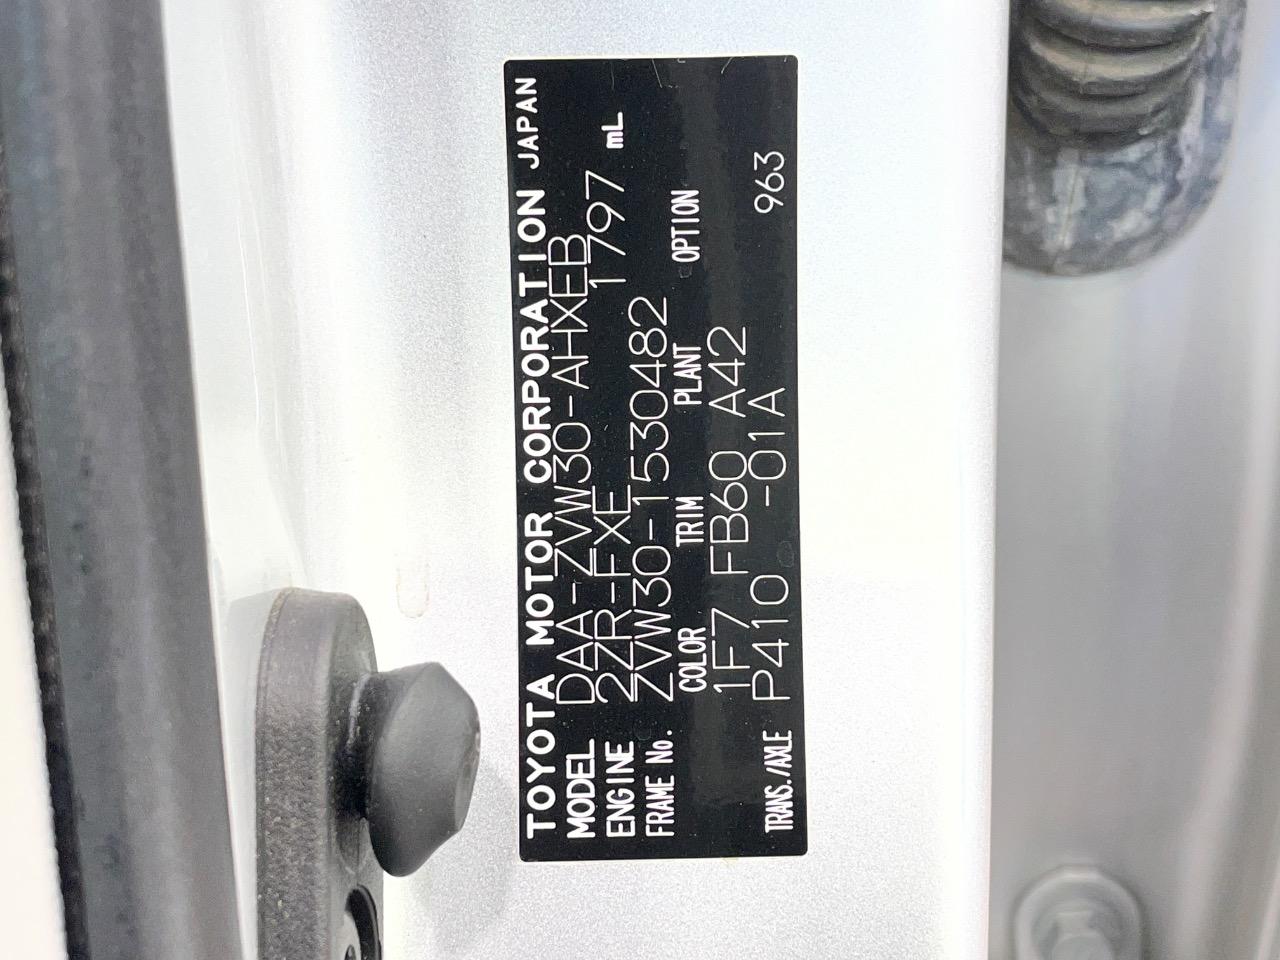 TOYOTA MOTOR CORPORATION JAPAN
MODEL DAA-ZVW30-AHXEB
ENGINE 2ZR-FXE 1797 mL
FRAME No. ZVW30-1530482
COLOR TRIM PLANT OPTION
1F7 FB60 A42
TRANS./AXLE P410 -01A 963